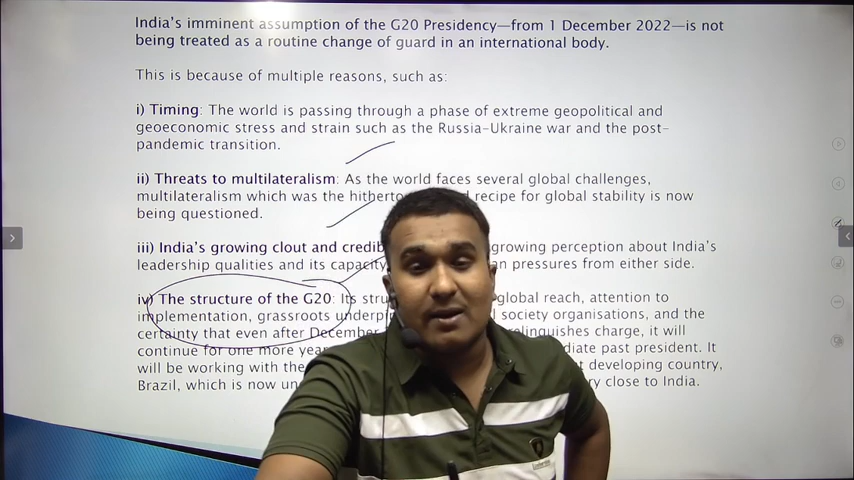 India's imminent assumption of the G20 Presidency—from 1 December 2022—is not
being treated as a routine change of guard in an international body.
This is because of multiple reasons, such as:
i) Timing: The world is passing through a phase of extreme geopolitical and
geoeconomic stress and strain such as the Russia-Ukraine war and the post-
pandemic transition.
ii) Threats to multilateralism: As the world faces several global challenges,
multilateralism which was the hitherto recipe for global stability is now
being questioned.
iii) India's growing clout and growing perception about India's
leadership qualities and its capacity pressures from either side.
iv) The structure of the G20: Its global reach, attention to
implementation, grassroots society organisations, and the
certainty that even after December relinquishes charge, it will
continue for one more year past president. It
will be working with the developing country,
Brazil, which is now close to India.